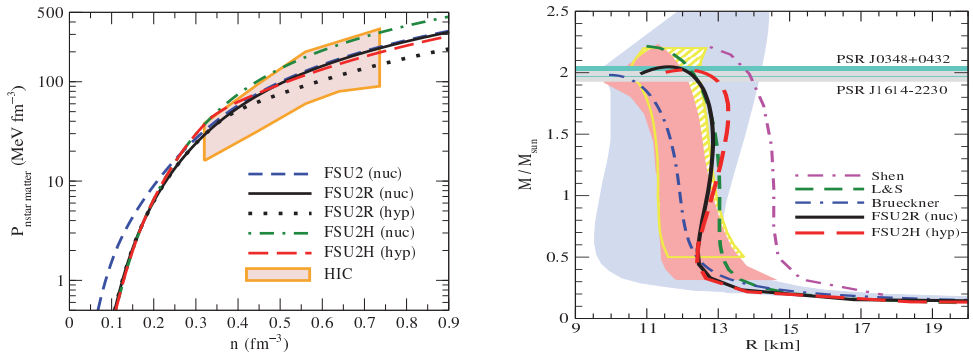 500
100
10
1
P_nstar matter (MeV fm⁻³)
FSU2 (nuc)
FSU2R (nuc)
FSU2R (hyp)
FSU2H (nuc)
FSU2H (hyp)
HIC
0 0.1 0.2 0.3 0.4 0.5 0.6 0.7 0.8 0.9
n (fm⁻³)
2.5
2
1.5
1
0.5
0
M / M_sun
PSR J0348+0432
PSR J1614-2230
Shen
L&S
Brueckner
FSU2R (nuc)
FSU2H (hyp)
9 11 13 15 17 19
R [km]